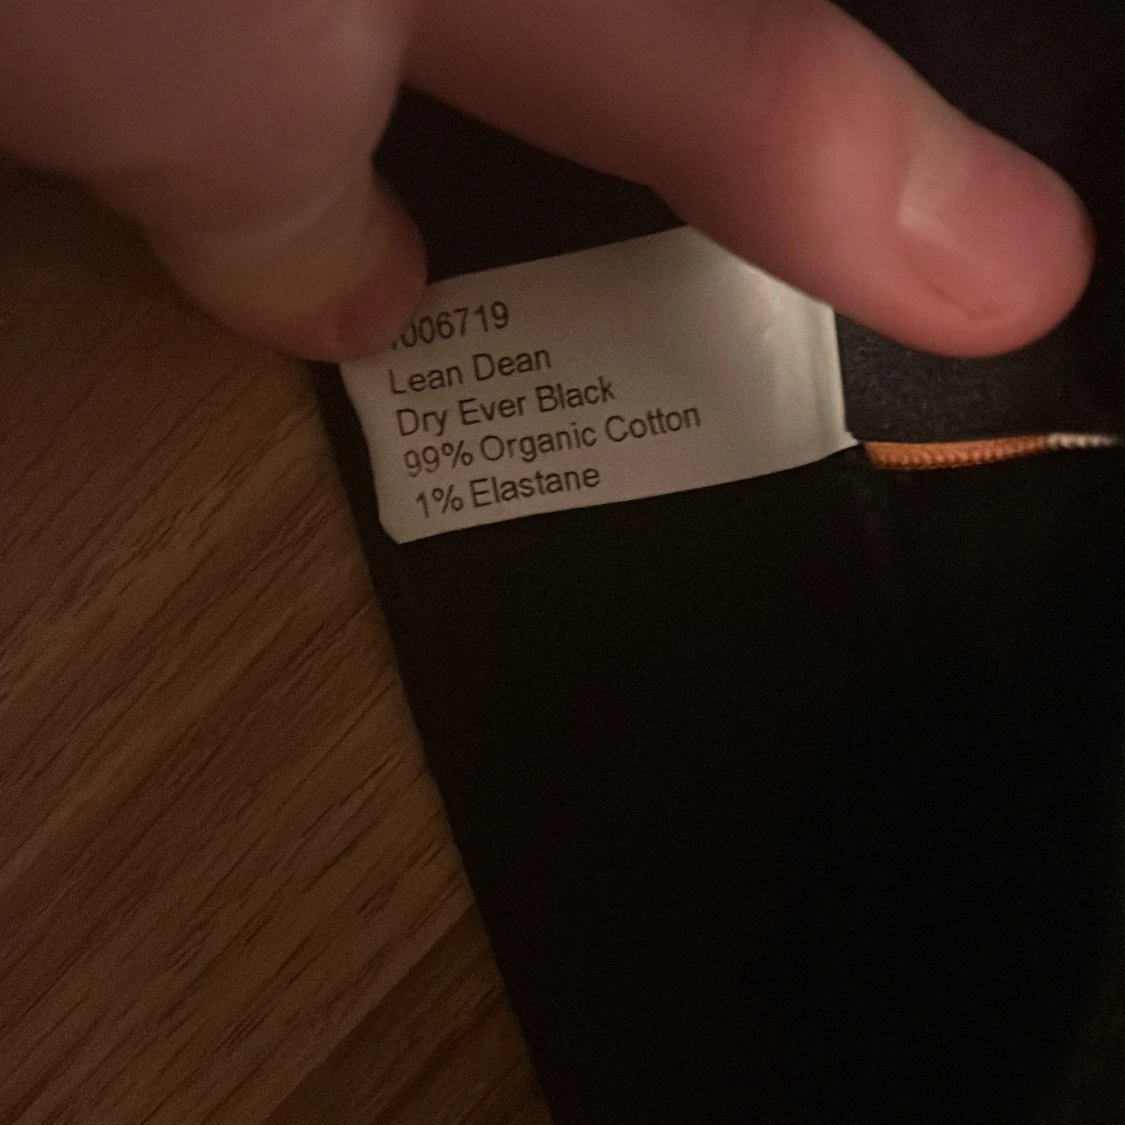 006719
Lean Dean
Dry Ever Black
99% Organic Cotton
1% Elastane